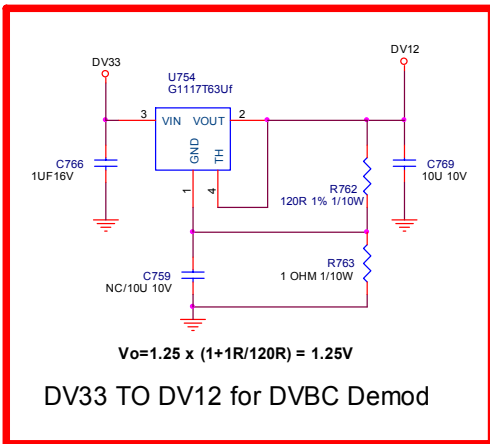 DV33
DV12
U754
G1117T63Uf
3
VIN
VOUT
2
GND
TH
1
4
C766
1UF16V
C769
10U 10V
R762
120R 1% 1/10W
R763
1 OHM 1/10W
C759
NC/10U 10V
Vo=1.25 x (1+1R/120R) = 1.25V
DV33 TO DV12 for DVBC Demod